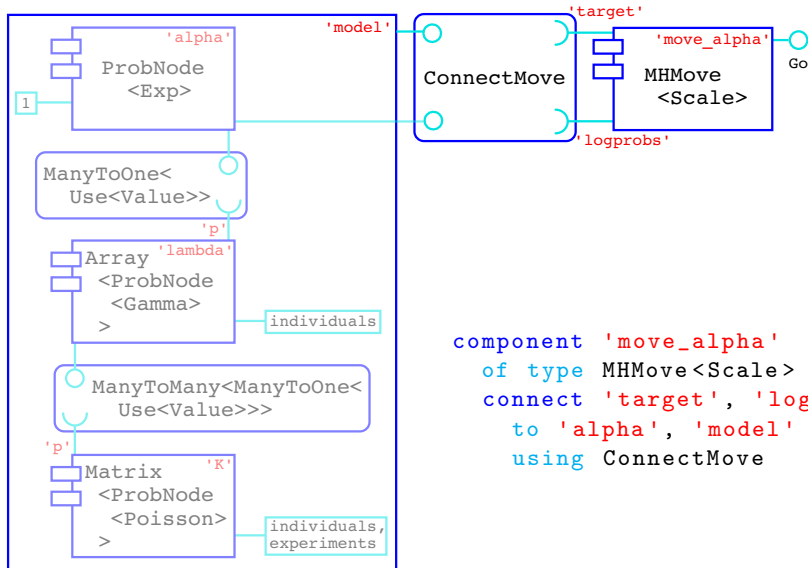 'alpha'
ProbNode
<Exp>
1
ManyToOne<
Use<Value>>
'p'
'lambda'
Array
<ProbNode
<Gamma>
>
individuals
ManyToMany<ManyToOne<
Use<Value>>>
'p'
'K'
Matrix
<ProbNode
<Poisson>
>
individuals,
experiments
'model'
ConnectMove
'target'
'logprobs'
'move_alpha'
MHMove
<Scale>
Go
component 'move_alpha'
of type MHMove<Scale>
connect 'target', 'log
to 'alpha', 'model'
using ConnectMove